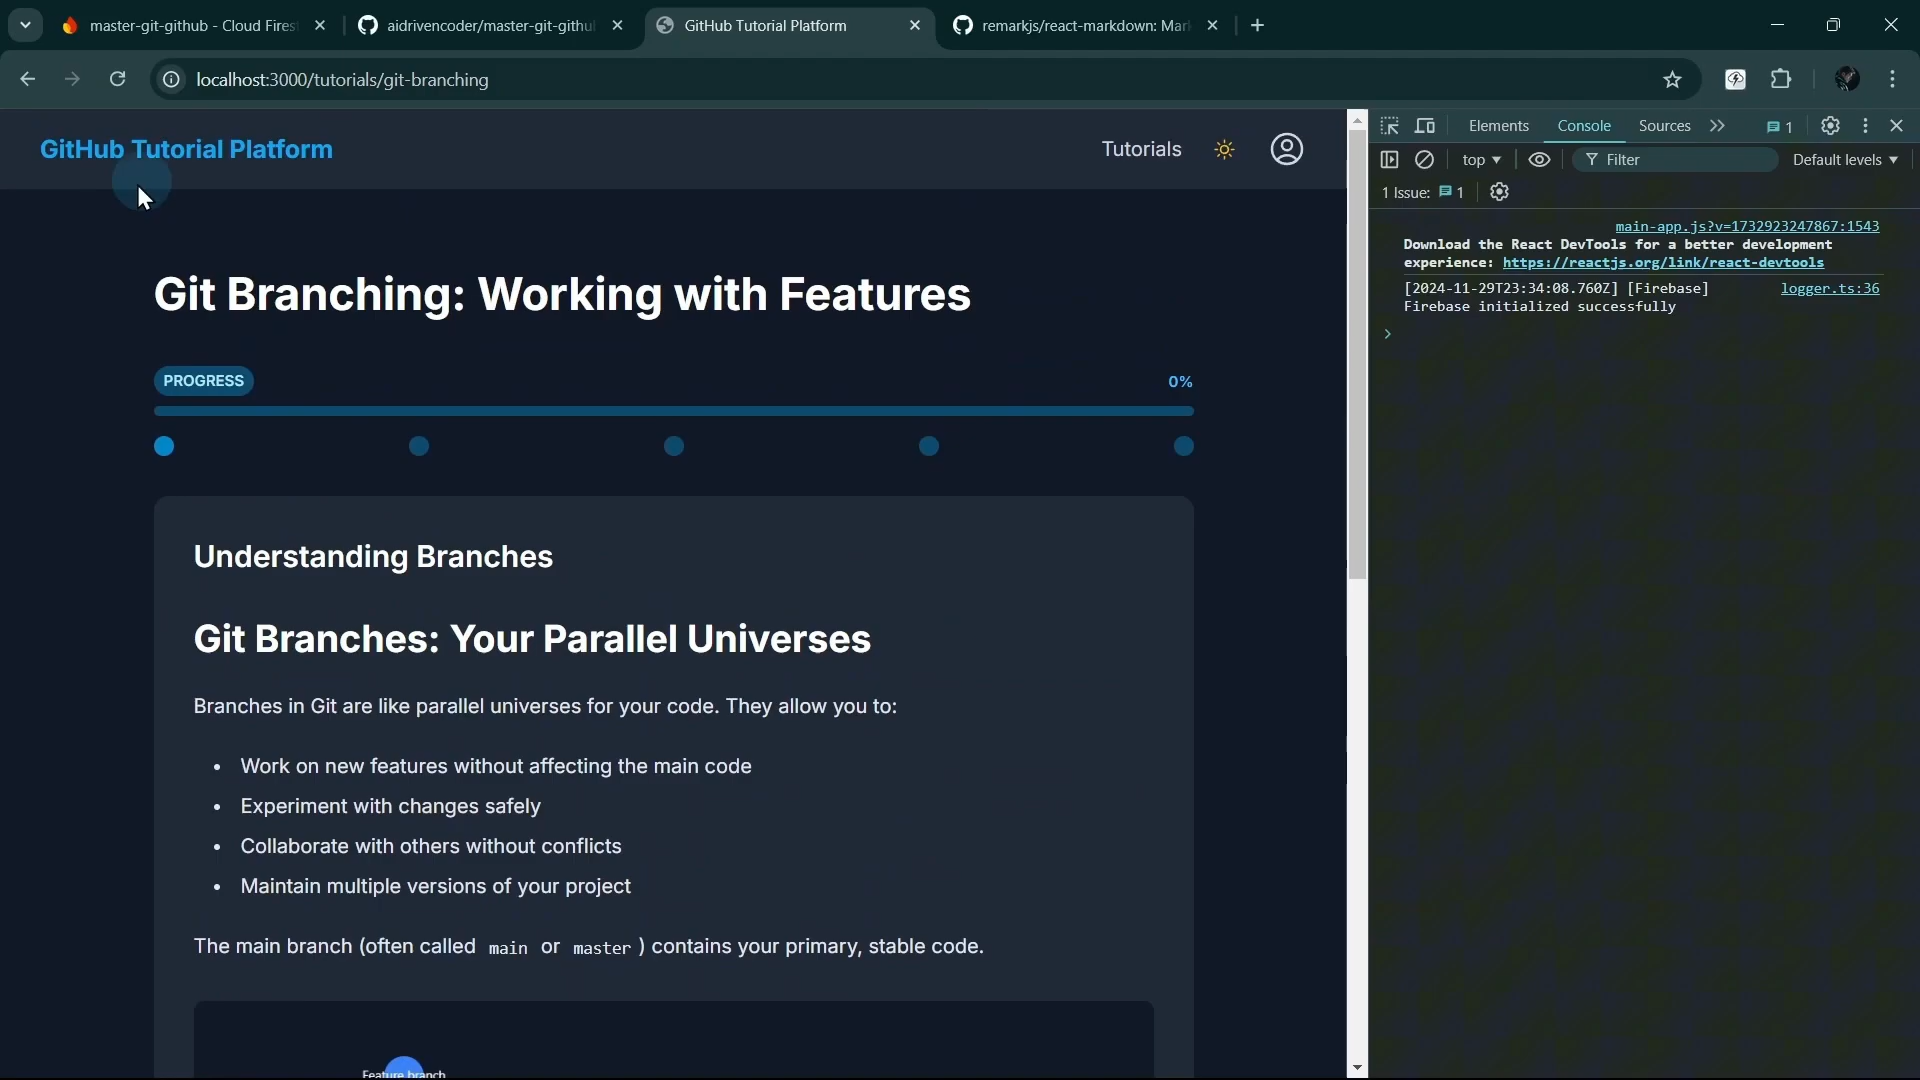 master-git-github - Cloud Fires
aidrivencoder/master-git-githu
GitHub Tutorial Platform
remarkjs/react-markdown: Mar
localhost:3000/tutorials/git-branching
GitHub Tutorial Platform
Tutorials
Git Branching: Working with Features
PROGRESS
0%
Understanding Branches
Git Branches: Your Parallel Universes
Branches in Git are like parallel universes for your code. They allow you to:
• Work on new features without affecting the main code
• Experiment with changes safely
• Collaborate with others without conflicts
• Maintain multiple versions of your project
The main branch (often called main or master ) contains your primary, stable code.
Feature branch
Elements
Console
Sources
1
top
Filter
Default levels
1 Issue: 1
main-app.js?v=1732923247867:1543
Download the React DevTools for a better development
experience: https://reactjs.org/link/react-devtools
[2024-11-29T23:34:08.760Z] [Firebase] logger.ts:36
Firebase initialized successfully